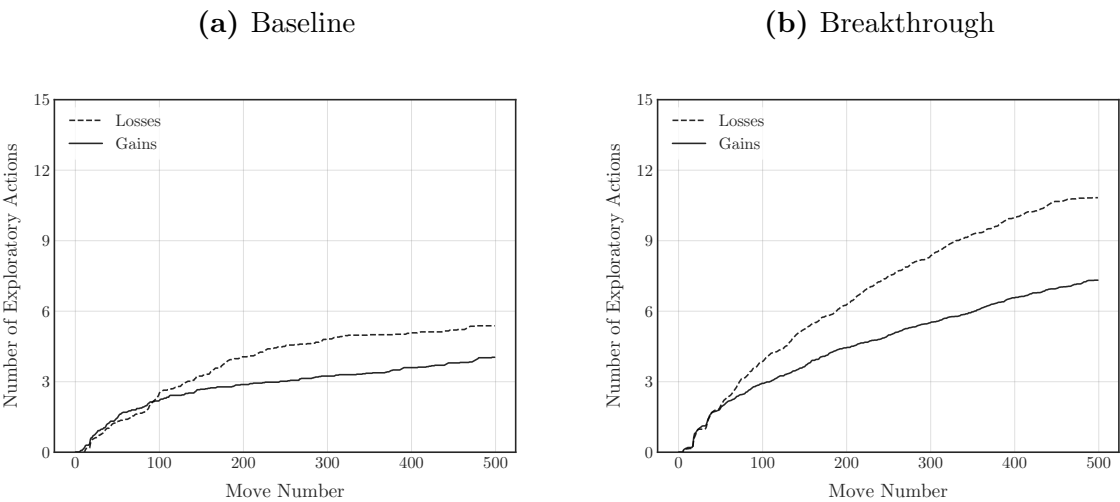 (a) Baseline
Number of Exploratory Actions
15
12
9
6
3
0
Losses
Gains
0 100 200 300 400 500
Move Number
(b) Breakthrough
Number of Exploratory Actions
15
12
9
6
3
0
Losses
Gains
0 100 200 300 400 500
Move Number